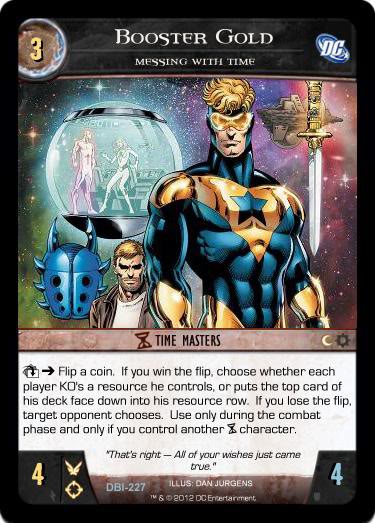 3
BOOSTER GOLD
MESSING WITH TIME
DC
TIME MASTERS
Flip a coin. If you win the flip, choose whether each
player KO's a resource he controls, or puts the top card of
his deck face down into his resource row. If you lose the flip,
target opponent chooses. Use only during the combat
phase and only if you control another character.
"That's right — All of your wishes just came
true."
4
4
DBI-227
ILLUS: DAN JURGENS
™ & © 2012 DC Entertainment